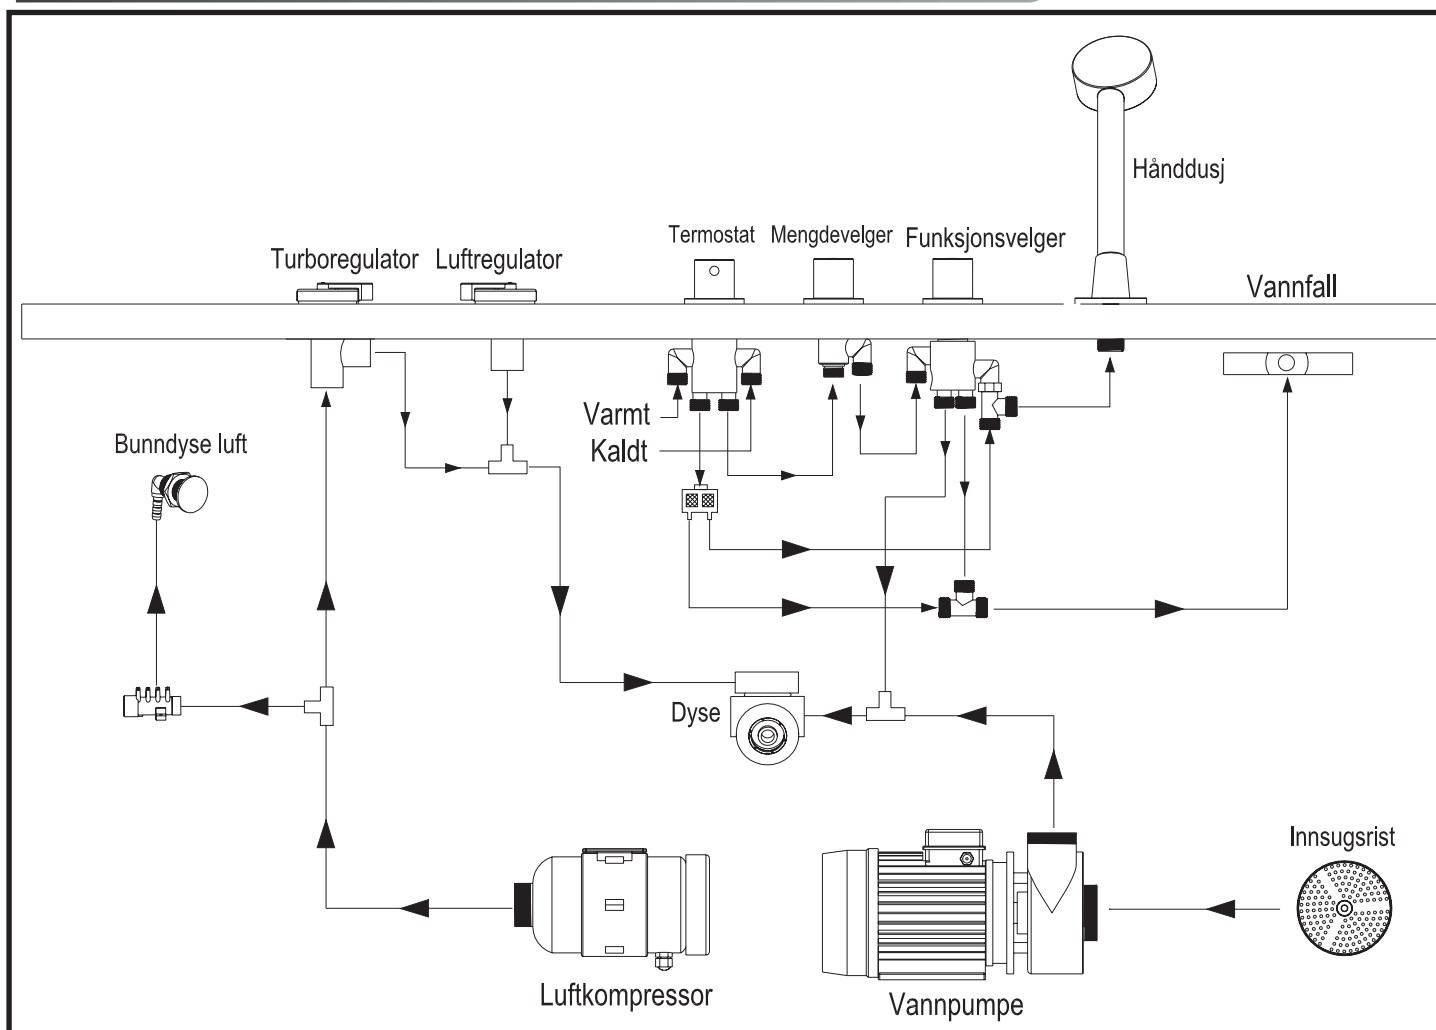 Hånddusj
Termostat
Mengdevelger
Funksjonsvelger
Turboregulator
Luftregulator
Vannfall
Varmt
Kaldt
Bunndyse luft
Dyse
Innsugsrist
Luftkompressor
Vannpumpe